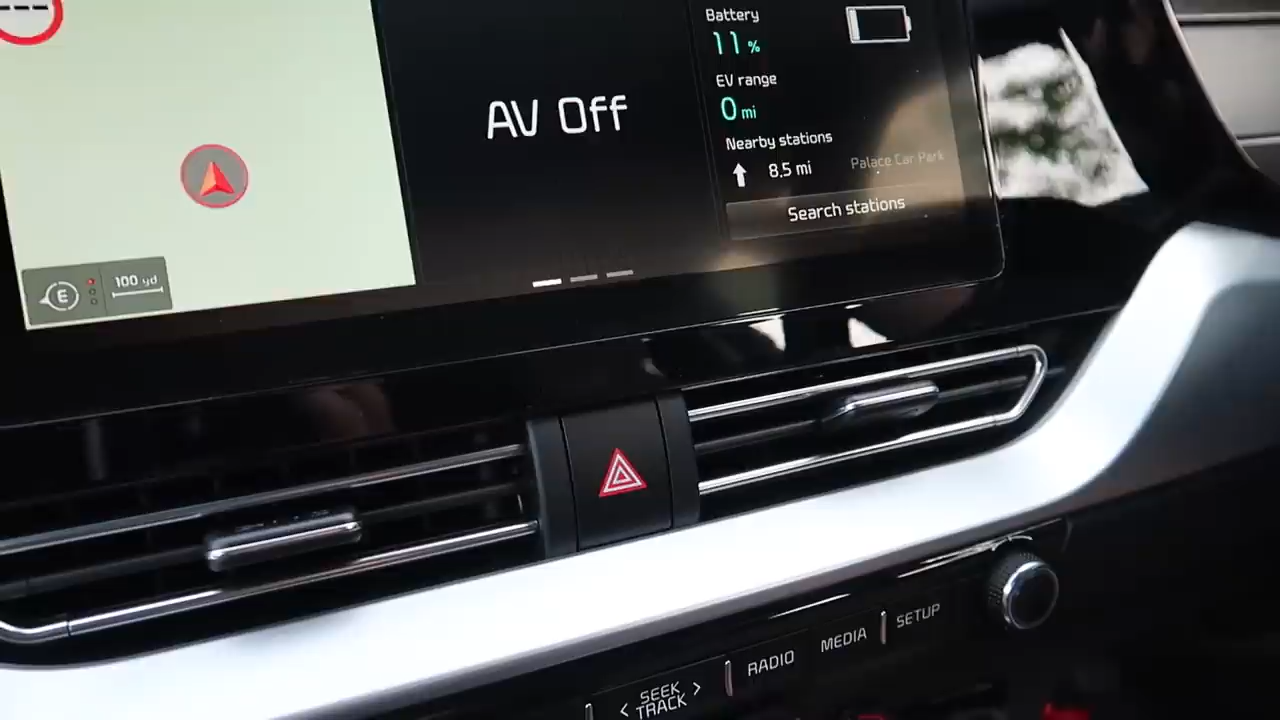 ---
E
100 yd
AV Off
Battery
11 %
EV range
0 mi
Nearby stations
8.5 mi Palace Car Park
Search stations
< SEEK >
TRACK
RADIO
MEDIA
SETUP